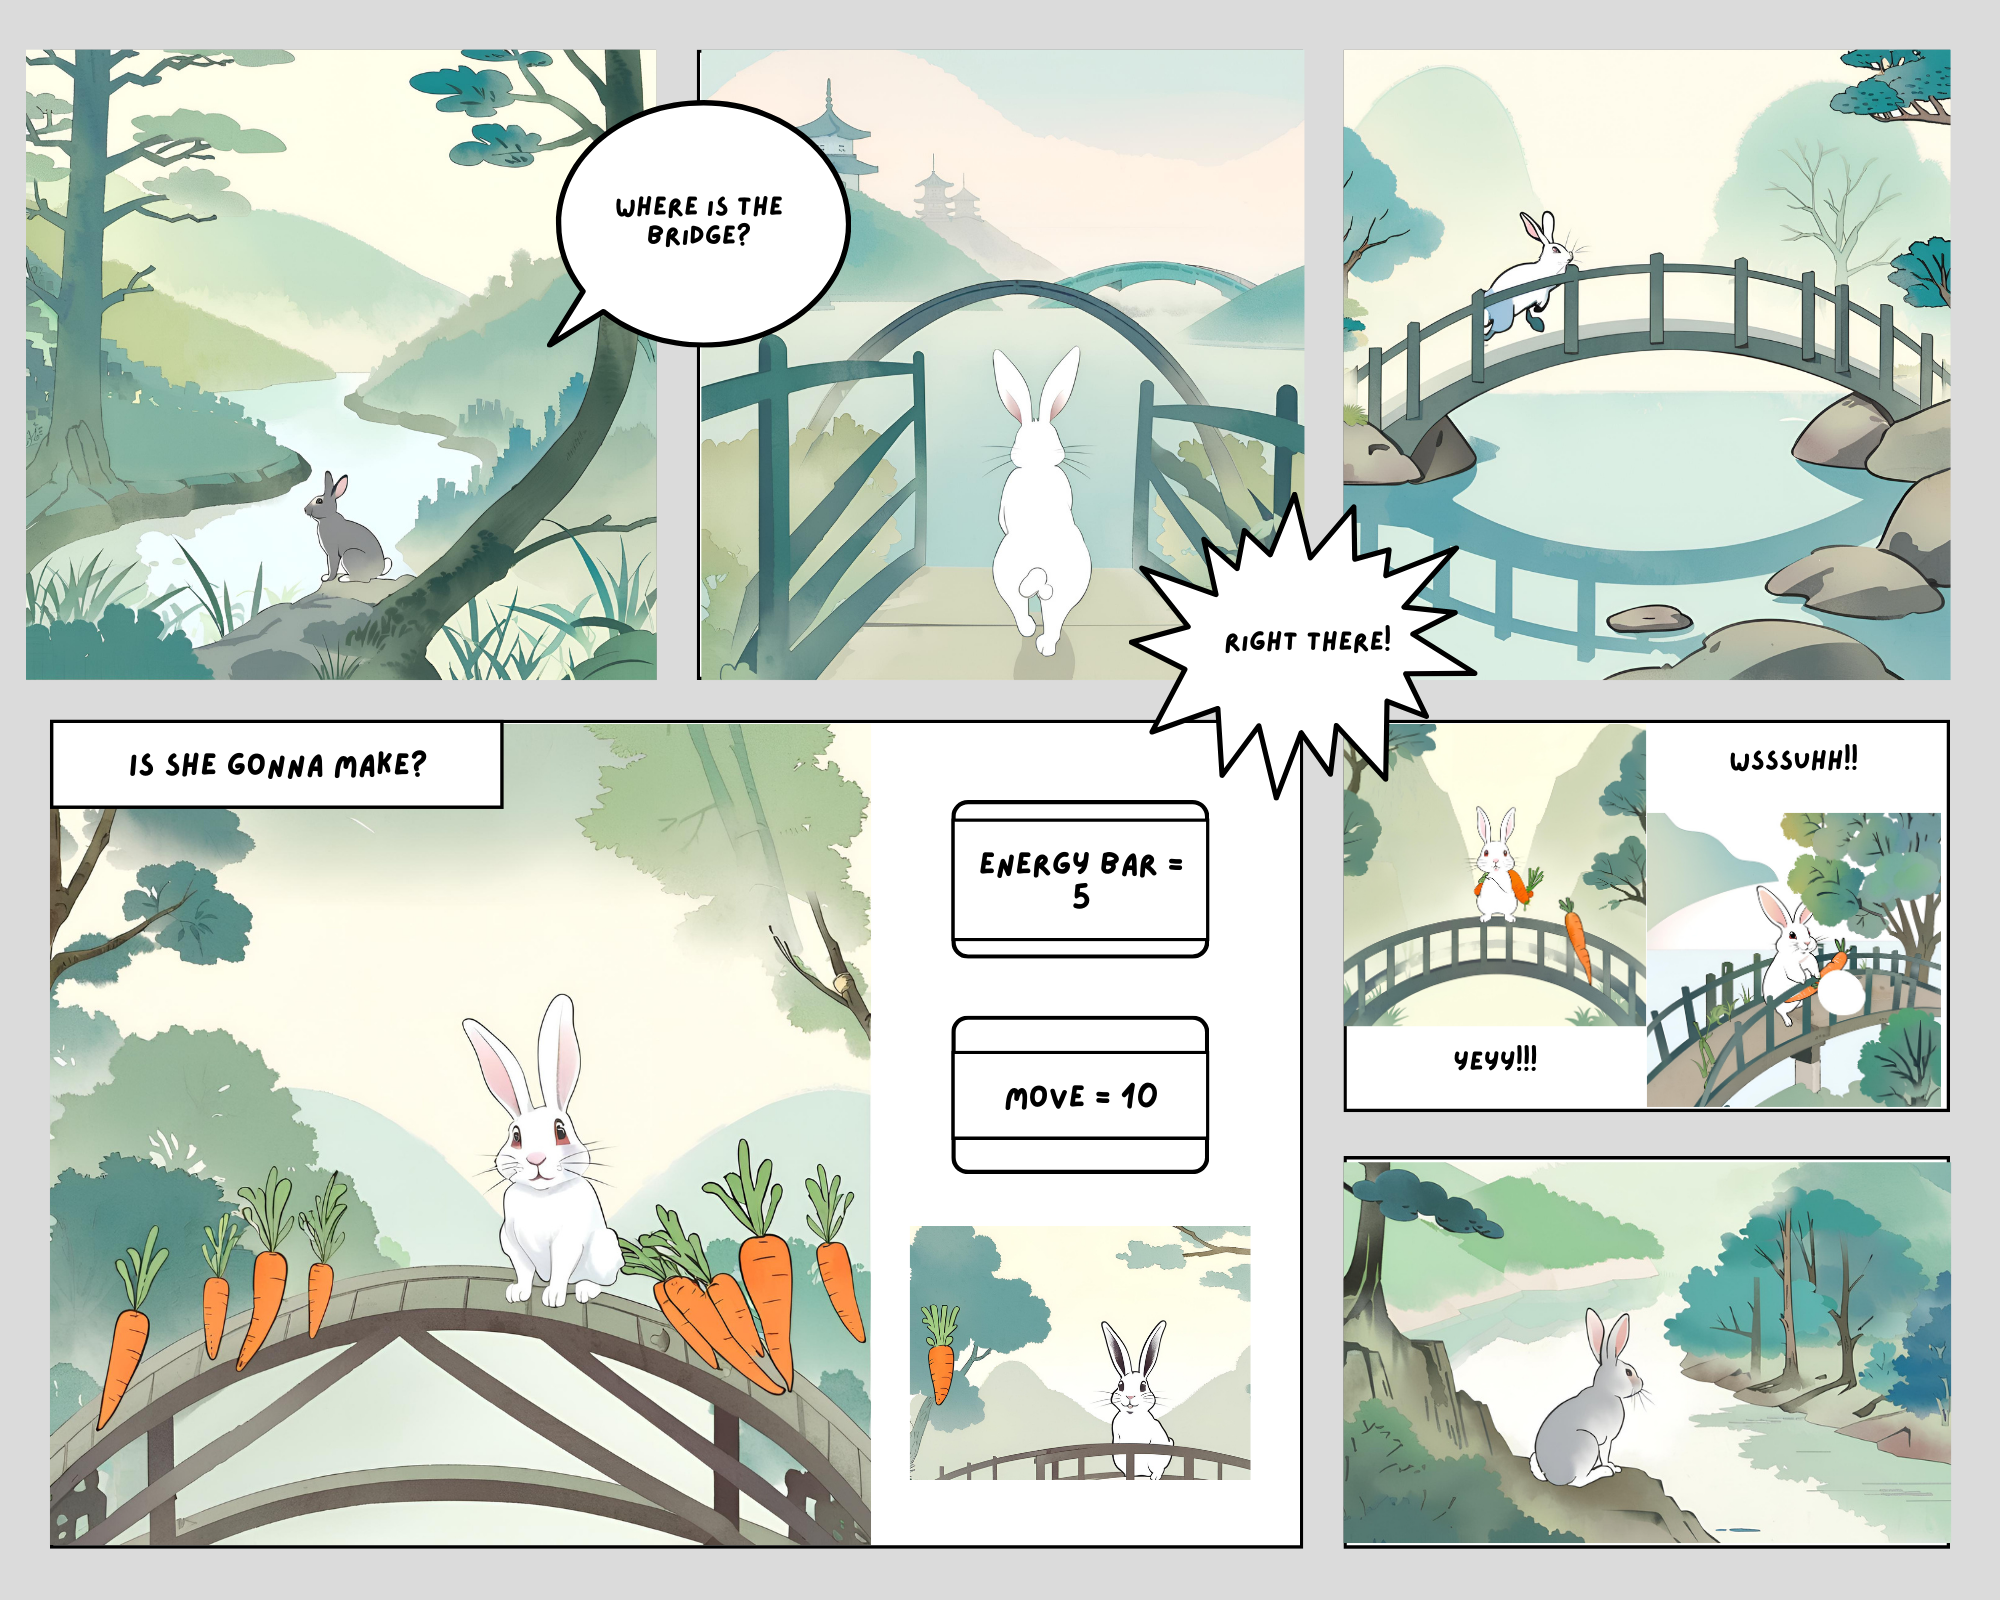 WHERE IS THE
BRIDGE?
RIGHT THERE!
IS SHE GONNA MAKE?
ENERGY BAR =
5
MOVE = 10
WSSSUHH!!
YEYY!!!